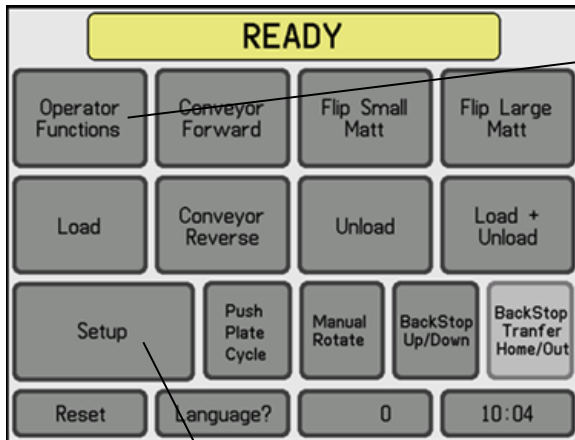 READY
Operator
Functions
Conveyor
Forward
Flip Small
Matt
Flip Large
Matt
Load
Conveyor
Reverse
Unload
Load +
Unload
Setup
Push
Plate
Cycle
Manual
Rotate
BackStop
Up/Down
BackStop
Tranfer
Home/Out
Reset
Language?
0
10:04